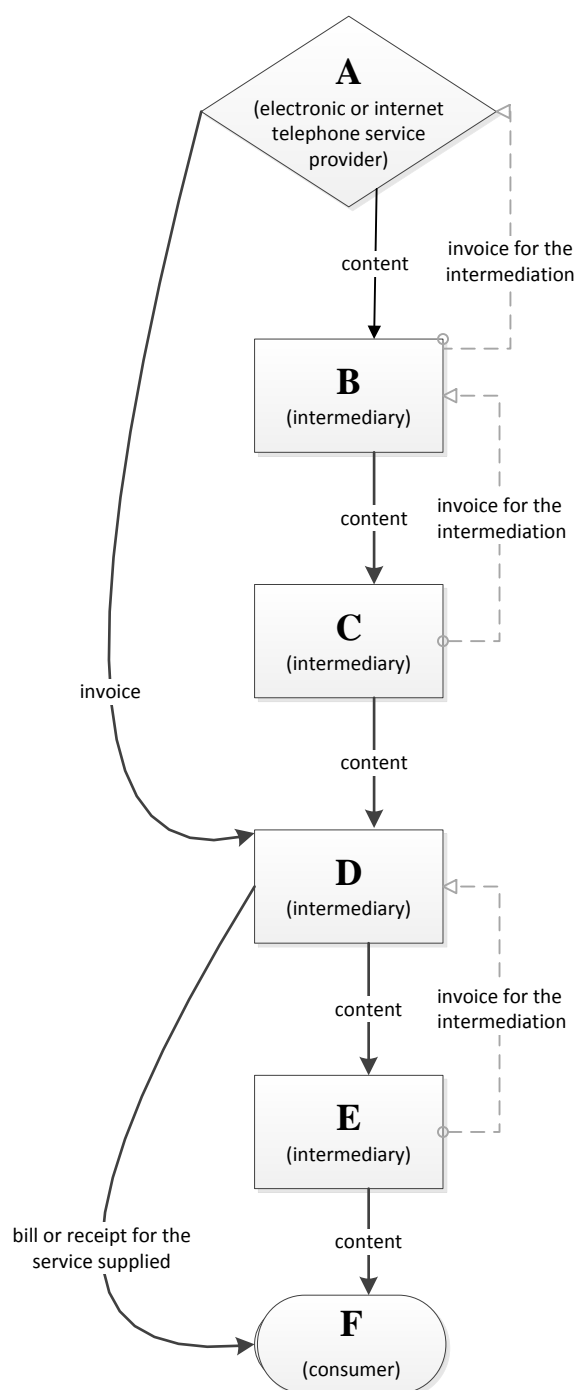 A
(electronic or internet
telephone service
provider)
invoice for the
intermediation
content
B
(intermediary)
content
invoice for the
intermediation
C
(intermediary)
invoice
content
D
(intermediary)
content
invoice for the
intermediation
E
(intermediary)
bill or receipt for the
service supplied
content
F
(consumer)